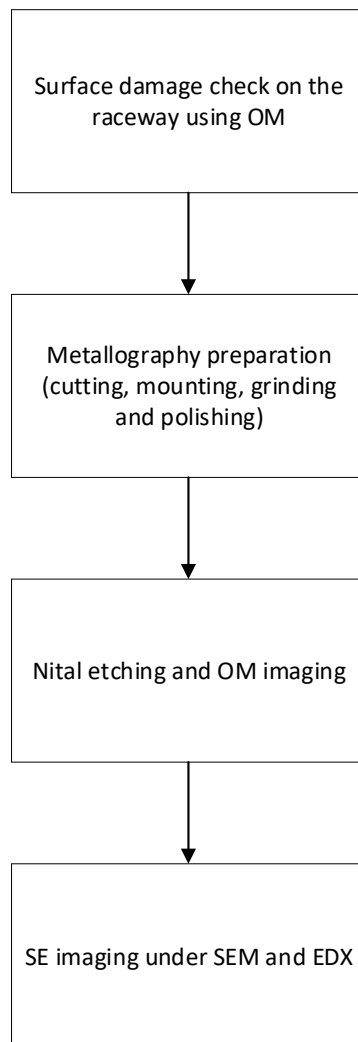 Surface damage check on the
raceway using OM
Metallography preparation
(cutting, mounting, grinding
and polishing)
Nital etching and OM imaging
SE imaging under SEM and EDX